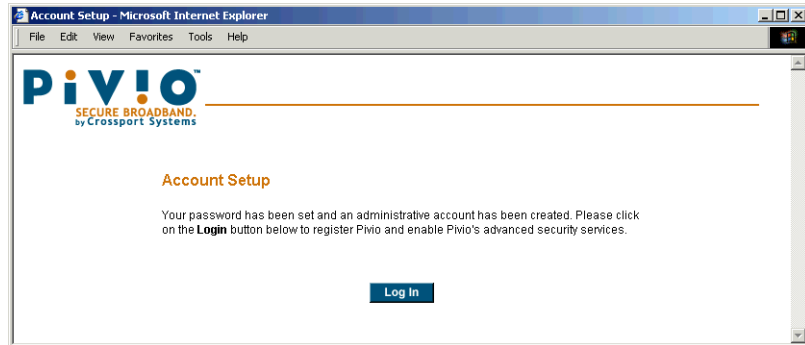 Account Setup - Microsoft Internet Explorer
File Edit View Favorites Tools Help
PiV!O™
SECURE BROADBAND.
by Crossport Systems
Account Setup
Your password has been set and an administrative account has been created. Please click
on the Login button below to register Pivio and enable Pivio's advanced security services.
Log In